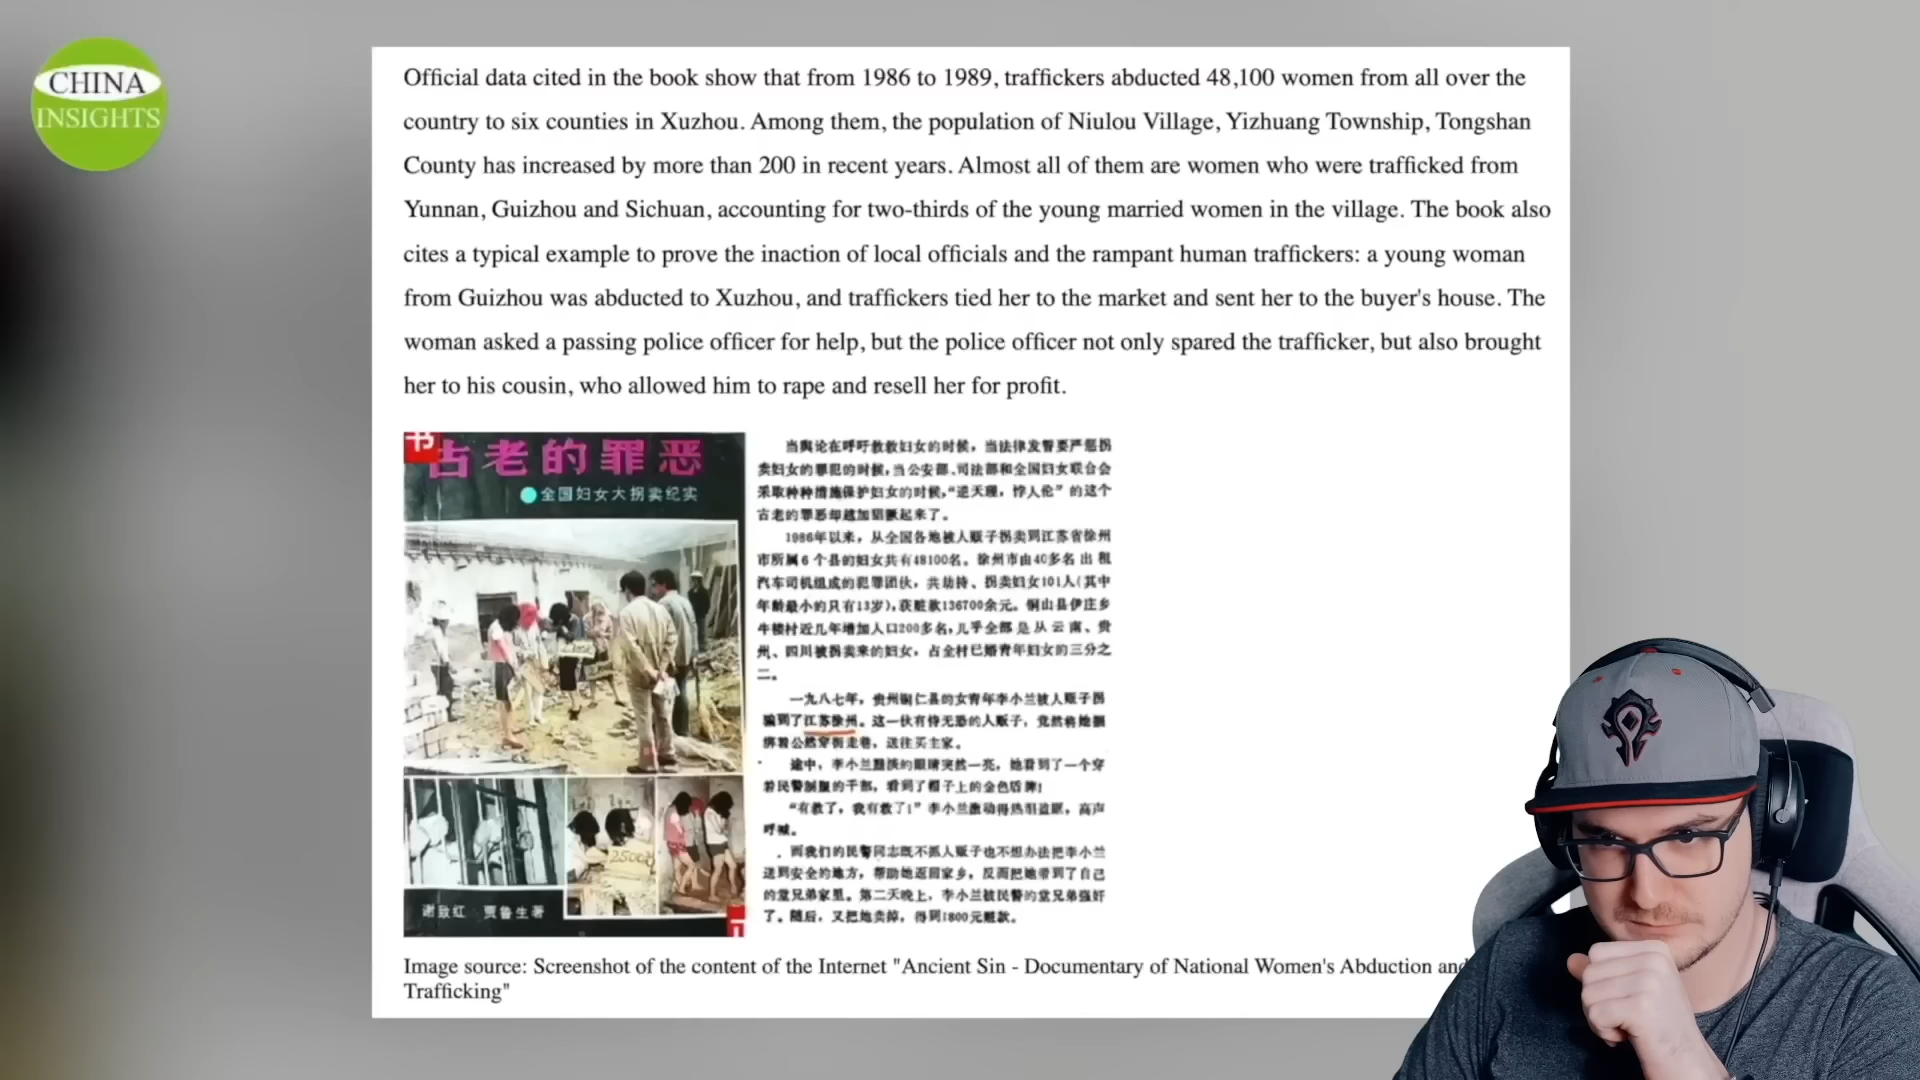 CHINA
INSIGHTS
Official data cited in the book show that from 1986 to 1989, traffickers abducted 48,100 women from all over the
country to six counties in Xuzhou. Among them, the population of Niulou Village, Yizhuang Township, Tongshan
County has increased by more than 200 in recent years. Almost all of them are women who were trafficked from
Yunnan, Guizhou and Sichuan, accounting for two-thirds of the young married women in the village. The book also
cites a typical example to prove the inaction of local officials and the rampant human traffickers: a young woman
from Guizhou was abducted to Xuzhou, and traffickers tied her to the market and sent her to the buyer's house. The
woman asked a passing police officer for help, but the police officer not only spared the trafficker, but also brought
her to his cousin, who allowed him to rape and resell her for profit.
书
古老的罪恶
●全国妇女大拐卖纪实
2500
谢致红 贾鲁生著
当舆论在呼吁救救妇女的时候，当法律发誓要严惩拐
卖妇女的罪犯的时候，当公安部、司法部和全国妇女联合会
采取种种措施保护妇女的时候，“逆天理，悖人伦”的这个
古老的罪恶却越加猖獗起来了。
1986年以来，从全国各地被人贩子拐卖到江苏省徐州
市所属6个县的妇女共有48100名。徐州市由40多名出租
汽车司机组成的犯罪团伙，共劫持、拐卖妇女101人（其中
年龄最小的只有13岁），获赃款136700余元。铜山县伊庄乡
牛楼村近几年增加人口200多名，几乎全部是从云南、贵
州、四川被拐卖来的妇女，占全村已婚青年妇女的三分之
二。
一九八七年，贵州铜仁县的女青年李小兰被人贩子拐
骗到了江苏徐州。这一伙有恃无恐的人贩子，竟然将她捆
绑着公然穿街走巷，送往买主家。
途中，李小兰黯淡的眼睛突然一亮，她看到了一个穿
着民警制服的干部，看到了帽子上的金色盾牌！
“有救了，我有救了！”李小兰激动得热泪盈眶，高声
呼喊。
而我们的民警同志既不抓人贩子也不想办法把李小兰
送到安全的地方，帮助她返回家乡，反而把她带到了自己
的堂兄弟家里。第二天晚上，李小兰被民警的堂兄弟强奸
了。随后，又把她卖掉，得到1800元赃款。
Image source: Screenshot of the content of the Internet "Ancient Sin - Documentary of National Women's Abduction and
Trafficking"